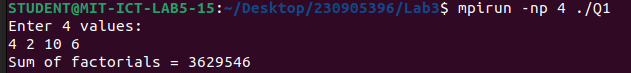 STUDENT@MIT-ICT-LAB5-15:~/Desktop/230905396/Lab3$ mpirun -np 4 ./Q1
Enter 4 values:
4 2 10 6
Sum of factorials = 3629546